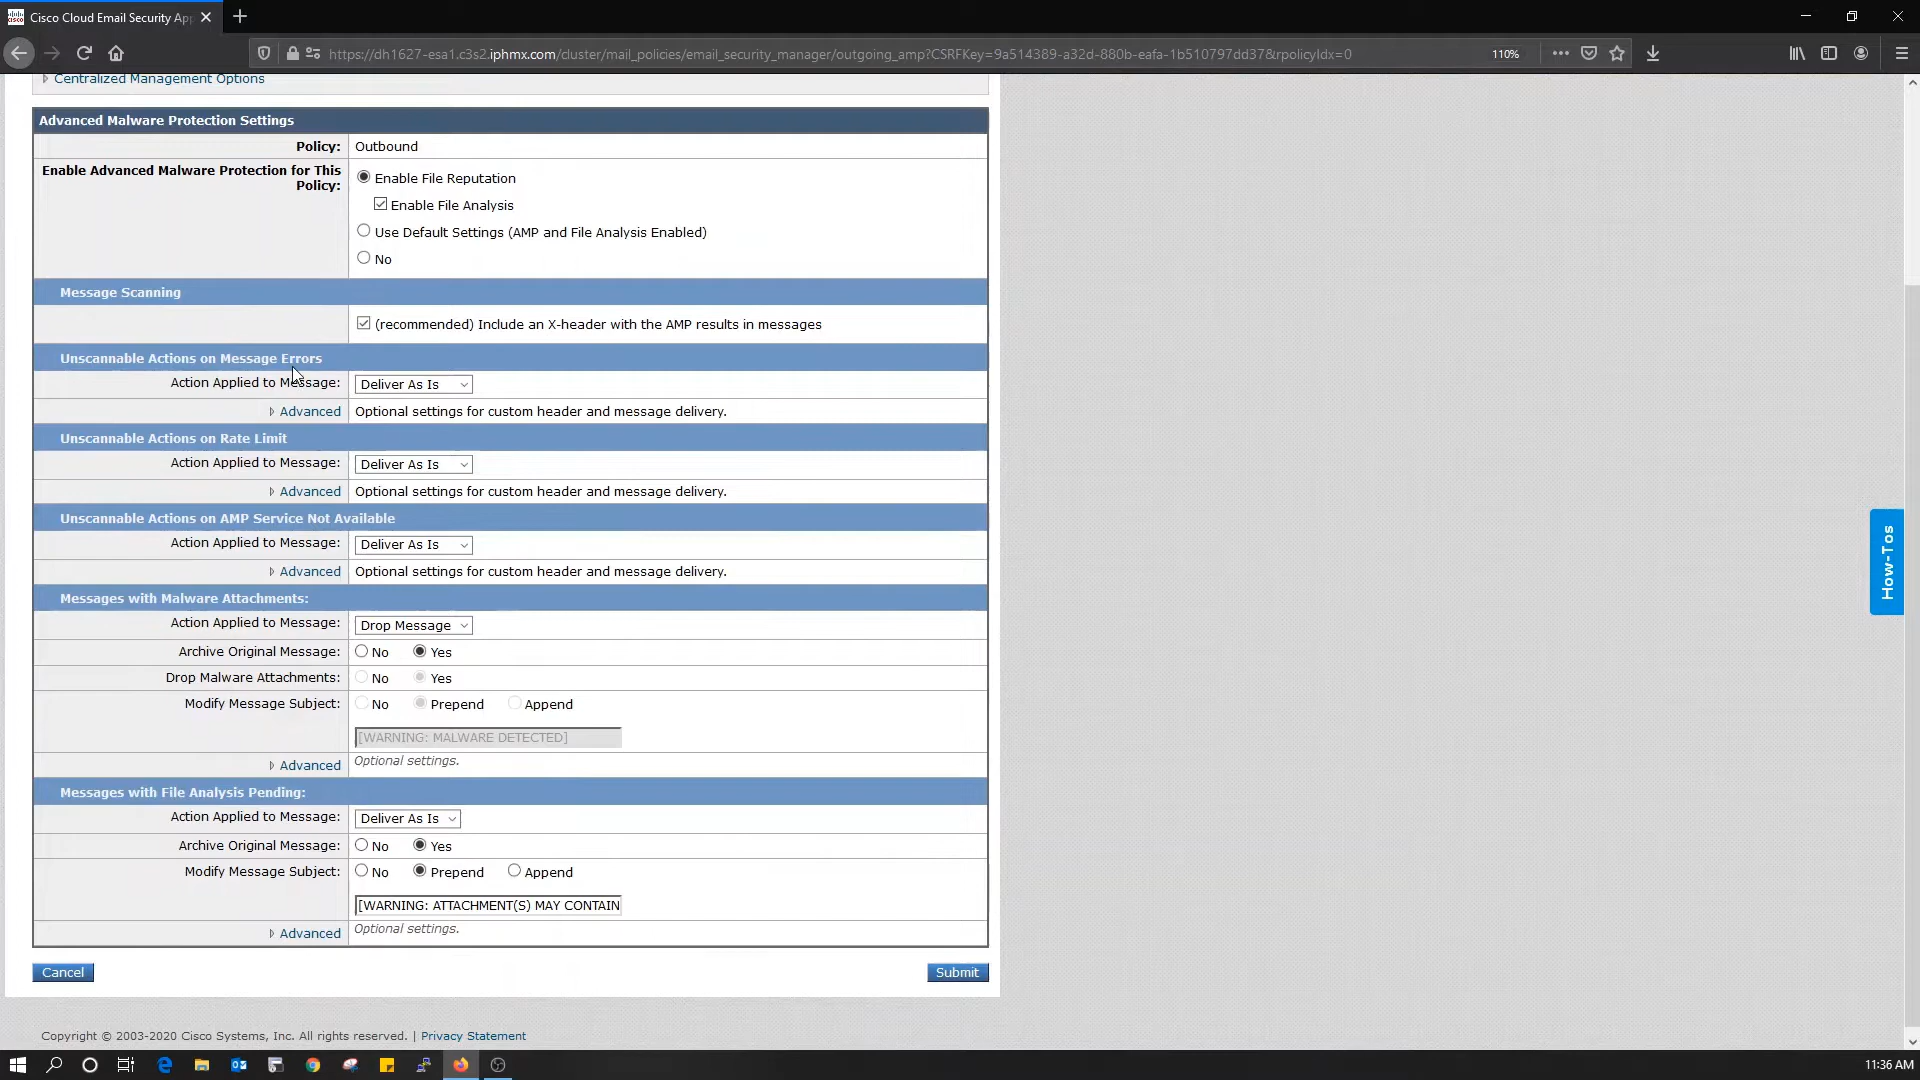 Cisco Cloud Email Security App
https://dh1627-esa1.c3s2.iphmx.com/cluster/mail_policies/email_security_manager/outgoing_amp?CSRFKey=9a514389-a32d-880b-eafa-1b510797dd37&rpolicyIdx=0
110%
Centralized Management Options
Advanced Malware Protection Settings
Policy: Outbound
Enable Advanced Malware Protection for This
Policy:
Enable File Reputation
Enable File Analysis
Use Default Settings (AMP and File Analysis Enabled)
No
Message Scanning
(recommended) Include an X-header with the AMP results in messages
Unscannable Actions on Message Errors
Action Applied to Message: Deliver As Is
Advanced Optional settings for custom header and message delivery.
Unscannable Actions on Rate Limit
Action Applied to Message: Deliver As Is
Advanced Optional settings for custom header and message delivery.
Unscannable Actions on AMP Service Not Available
Action Applied to Message: Deliver As Is
Advanced Optional settings for custom header and message delivery.
Messages with Malware Attachments:
Action Applied to Message: Drop Message
Archive Original Message: No Yes
Drop Malware Attachments: No Yes
Modify Message Subject: No Prepend Append
[WARNING: MALWARE DETECTED]
Advanced Optional settings.
Messages with File Analysis Pending:
Action Applied to Message: Deliver As Is
Archive Original Message: No Yes
Modify Message Subject: No Prepend Append
[WARNING: ATTACHMENT(S) MAY CONTAIN
Advanced Optional settings.
Cancel Submit
How-Tos
Copyright © 2003-2020 Cisco Systems, Inc. All rights reserved. | Privacy Statement
11:36 AM